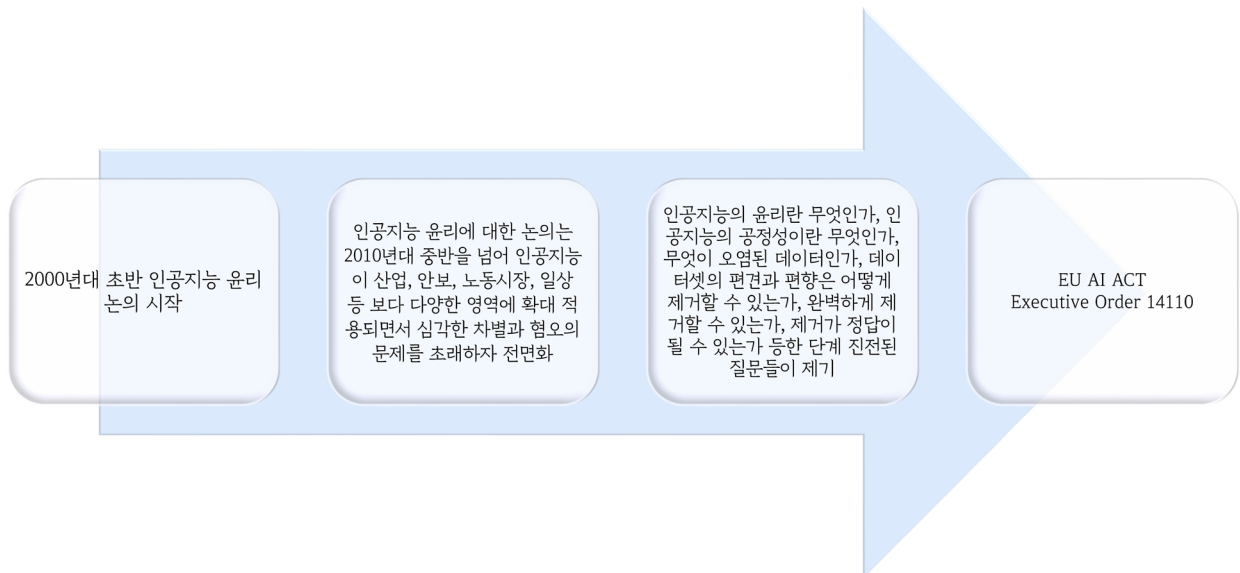 2000년대 초반 인공지능 윤리
논의 시작
인공지능 윤리에 대한 논의는
2010년대 중반을 넘어 인공지능
이 산업, 안보, 노동시장, 일상
등 보다 다양한 영역에 확대 적
용되면서 심각한 차별과 혐오의
문제를 초래하자 전면화
인공지능의 윤리란 무엇인가, 인
공지능의 공정성이란 무엇인가,
무엇이 오염된 데이터인가, 데이
터셋의 편견과 편향은 어떻게
제거할 수 있는가, 완벽하게 제
거할 수 있는가, 제거가 정답이
될 수 있는가 등한 단계 진전된
질문들이 제기
EU AI ACT
Executive Order 14110